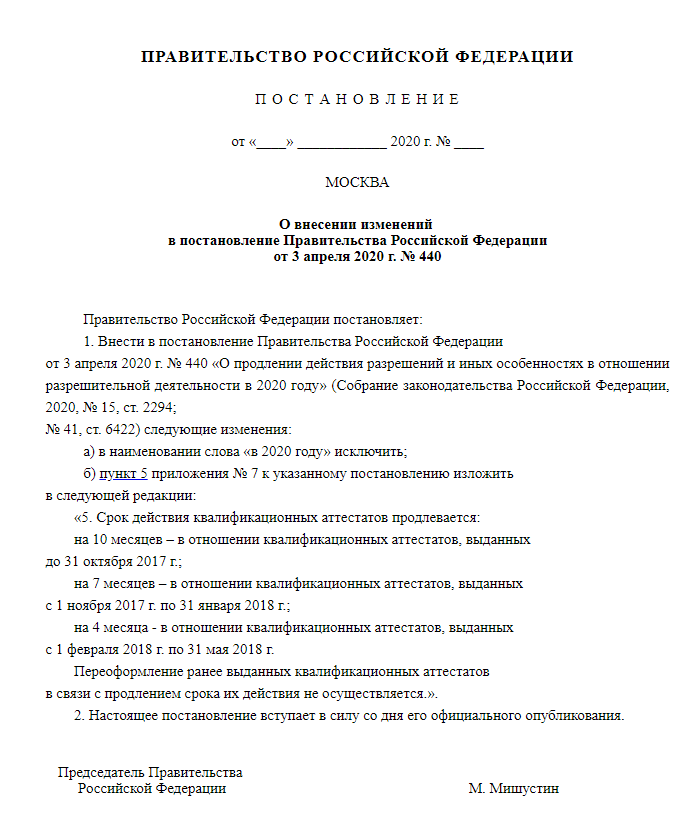 ПРАВИТЕЛЬСТВО РОССИЙСКОЙ ФЕДЕРАЦИИ
П О С Т А Н О В Л Е Н И Е
от «____» ____________ 2020 г. № ____
МОСКВА
О внесении изменений
в постановление Правительства Российской Федерации
от 3 апреля 2020 г. № 440
Правительство Российской Федерации постановляет:
1. Внести в постановление Правительства Российской Федерации
от 3 апреля 2020 г. № 440 «О продлении действия разрешений и иных особенностях в отношении
разрешительной деятельности в 2020 году» (Собрание законодательства Российской Федерации,
2020, № 15, ст. 2294;
№ 41, ст. 6422) следующие изменения:
а) в наименовании слова «в 2020 году» исключить;
б) пункт 5 приложения № 7 к указанному постановлению изложить
в следующей редакции:
«5. Срок действия квалификационных аттестатов продлевается:
на 10 месяцев – в отношении квалификационных аттестатов, выданных
до 31 октября 2017 г.;
на 7 месяцев – в отношении квалификационных аттестатов, выданных
с 1 ноября 2017 г. по 31 января 2018 г.;
на 4 месяца - в отношении квалификационных аттестатов, выданных
с 1 февраля 2018 г. по 31 мая 2018 г.
Переоформление ранее выданных квалификационных аттестатов
в связи с продлением срока их действия не осуществляется.».
2. Настоящее постановление вступает в силу со дня его официального опубликования.
Председатель Правительства
Российской Федерации М. Мишустин